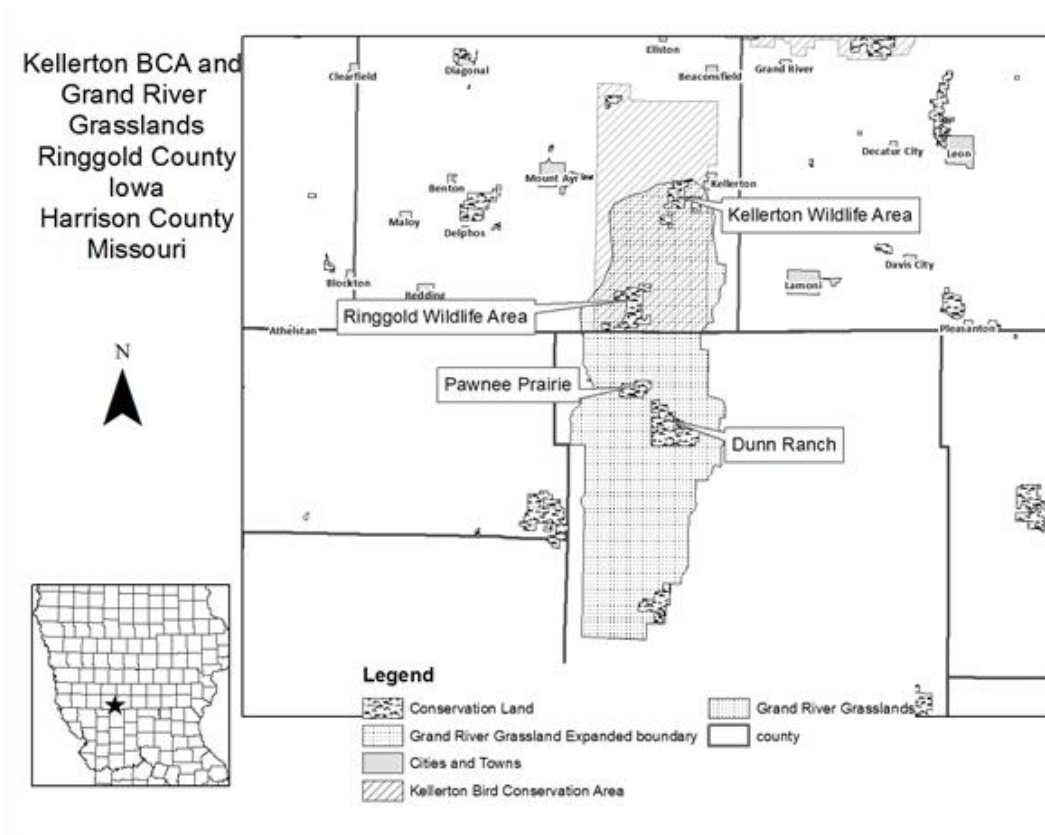 Kellerton BCA and
Grand River
Grasslands
Ringgold County
Iowa
Harrison County
Missouri
Ellston
Clearfield
Diagonal
Beaconsfield
Grand River
Decatur City
Leon
Mount Ayr
Benton
Kellerton
Kellerton Wildlife Area
Maloy
Delphos
Davis City
Blockton
Lamoni
Redding
Ringgold Wildlife Area
Athelstan
Pleasanton
N
Pawnee Prairie
Dunn Ranch
Legend
Conservation Land
Grand River Grasslands
Grand River Grassland Expanded boundary
county
Cities and Towns
Kellerton Bird Conservation Area